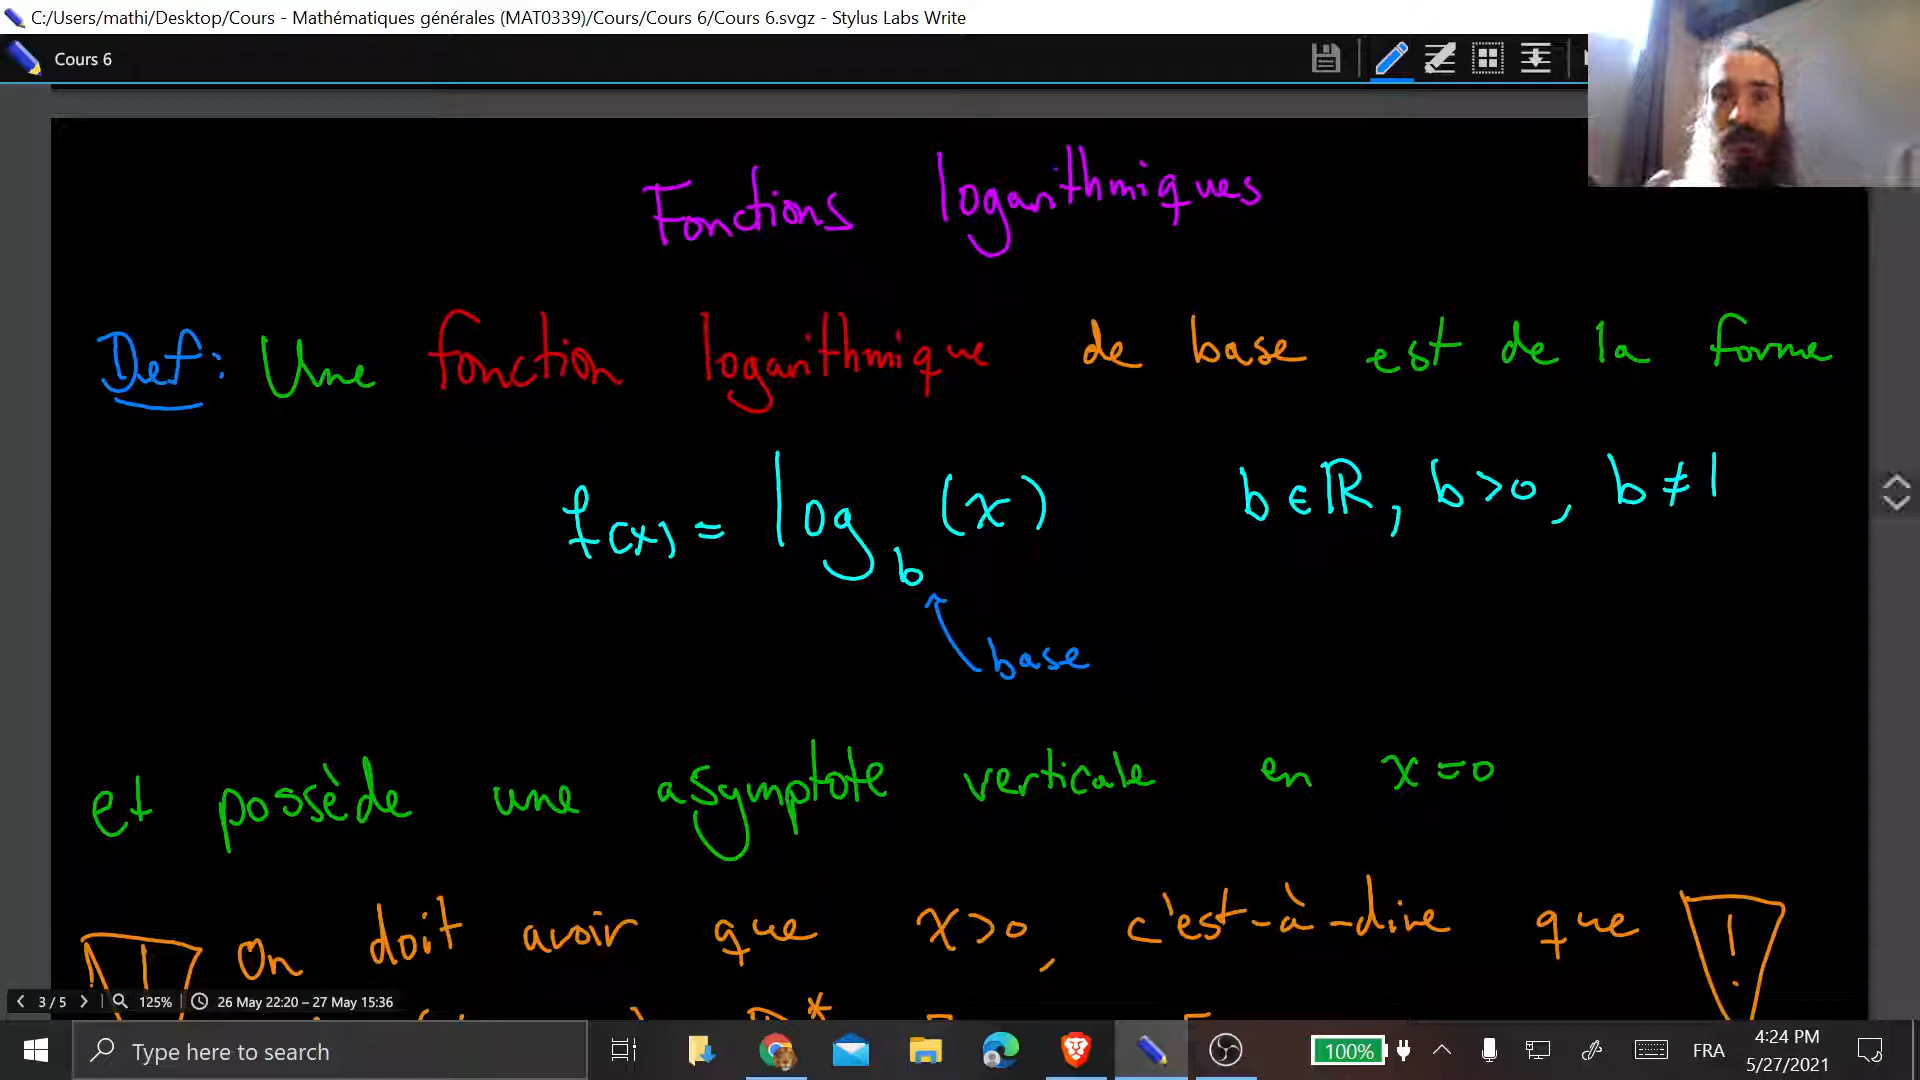 C:/Users/mathi/Desktop/Cours - Mathématiques générales (MAT0339)/Cours/Cours 6/Cours 6.svgz - Stylus Labs Write
Cours 6
Fonctions logarithmiques
Def: Une fonction logarithmique de base est de la forme
f(x) = log_b (x) b ∈ ℝ, b > 0, b ≠ 1
base
et possède une asymptote verticale en x = 0
! On doit avoir que x > 0, c'est-à-dire que !
3 / 5 125% 26 May 22:20 – 27 May 15:36
Type here to search
100% FRA 4:24 PM
5/27/2021